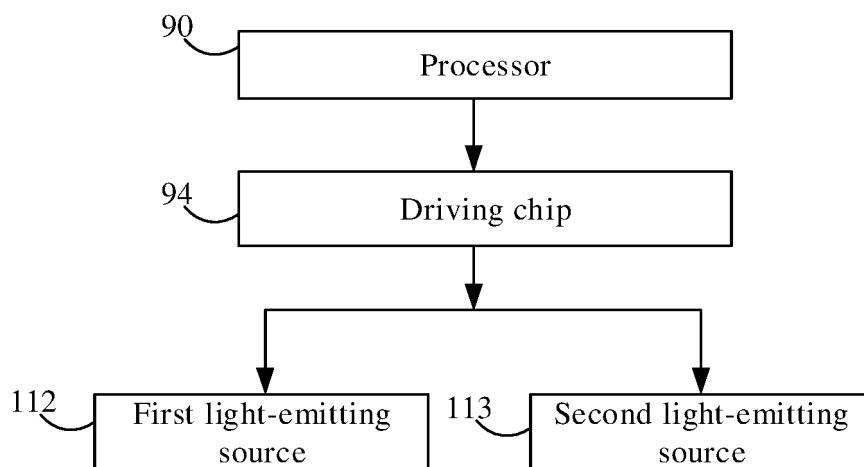 90
Processor
94
Driving chip
112
First light-emitting
source
113
Second light-emitting
source